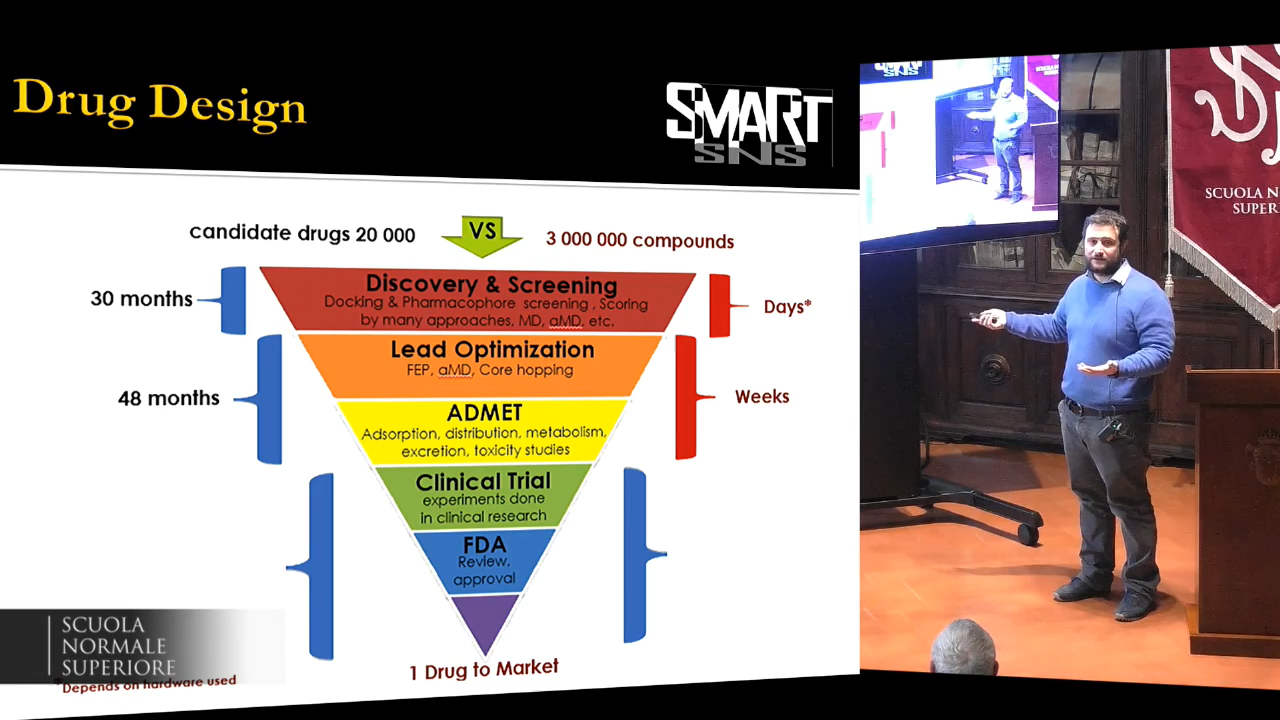 Drug Design
SMART
SNS
candidate drugs 20 000
VS
3 000 000 compounds
Discovery & Screening
Docking & Pharmacophore screening , Scoring
by many approaches, MD, aMD, etc.
30 months
Days*
Lead Optimization
FEP, aMD, Core hopping
48 months
Weeks
ADMET
Adsorption, distribution, metabolism,
excretion, toxicity studies
Clinical Trial
experiments done
in clinical research
FDA
Review,
approval
1 Drug to Market
SCUOLA
NORMALE
SUPERIORE
*Depends on hardware used
SNS
SCUOLA N
SUPER